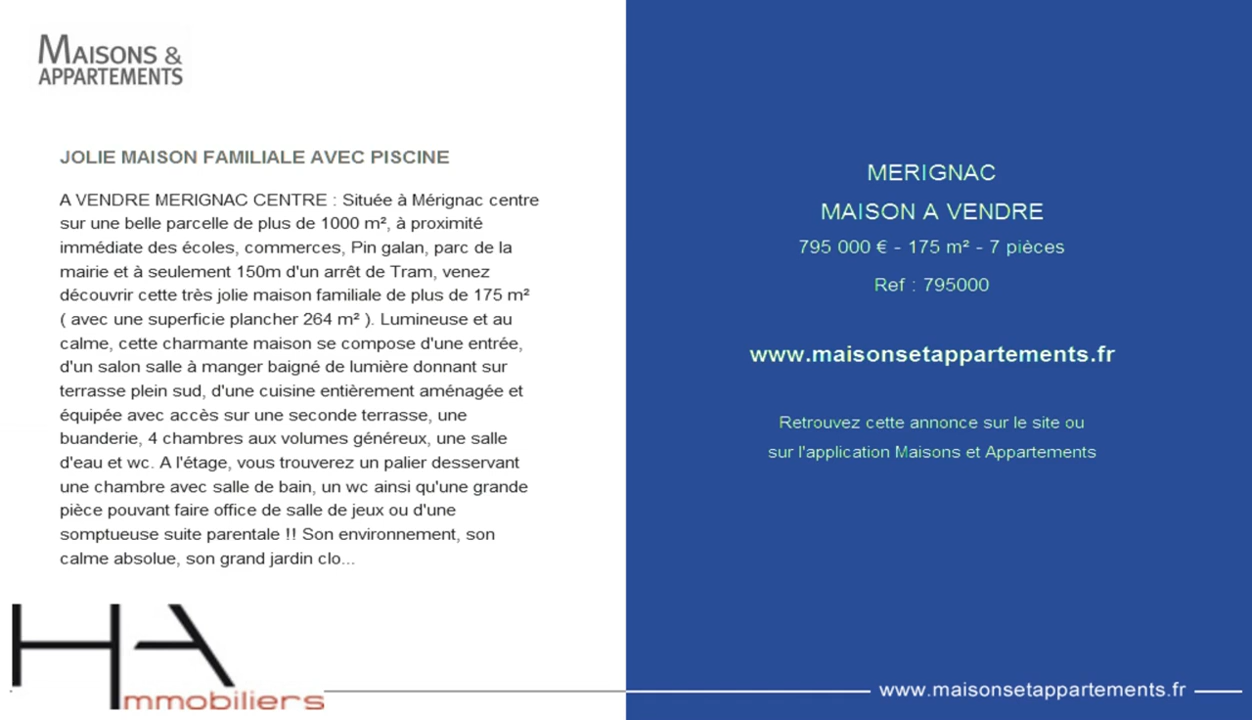 MAISONS &
APPARTEMENTS
JOLIE MAISON FAMILIALE AVEC PISCINE
A VENDRE MERIGNAC CENTRE : Située à Mérignac centre
sur une belle parcelle de plus de 1000 m², à proximité
immédiate des écoles, commerces, Pin galan, parc de la
mairie et à seulement 150m d'un arrêt de Tram, venez
découvrir cette très jolie maison familiale de plus de 175 m²
( avec une superficie plancher 264 m² ). Lumineuse et au
calme, cette charmante maison se compose d'une entrée,
d'un salon salle à manger baigné de lumière donnant sur
terrasse plein sud, d'une cuisine entièrement aménagée et
équipée avec accès sur une seconde terrasse, une
buanderie, 4 chambres aux volumes généreux, une salle
d'eau et wc. A l'étage, vous trouverez un palier desservant
une chambre avec salle de bain, un wc ainsi qu'une grande
pièce pouvant faire office de salle de jeux ou d'une
somptueuse suite parentale !! Son environnement, son
calme absolue, son grand jardin clo...
HA
mmobiliers
MERIGNAC
MAISON A VENDRE
795 000 € - 175 m² - 7 pièces
Ref : 795000
www.maisonsetappartements.fr
Retrouvez cette annonce sur le site ou
sur l'application Maisons et Appartements
www.maisonsetappartements.fr